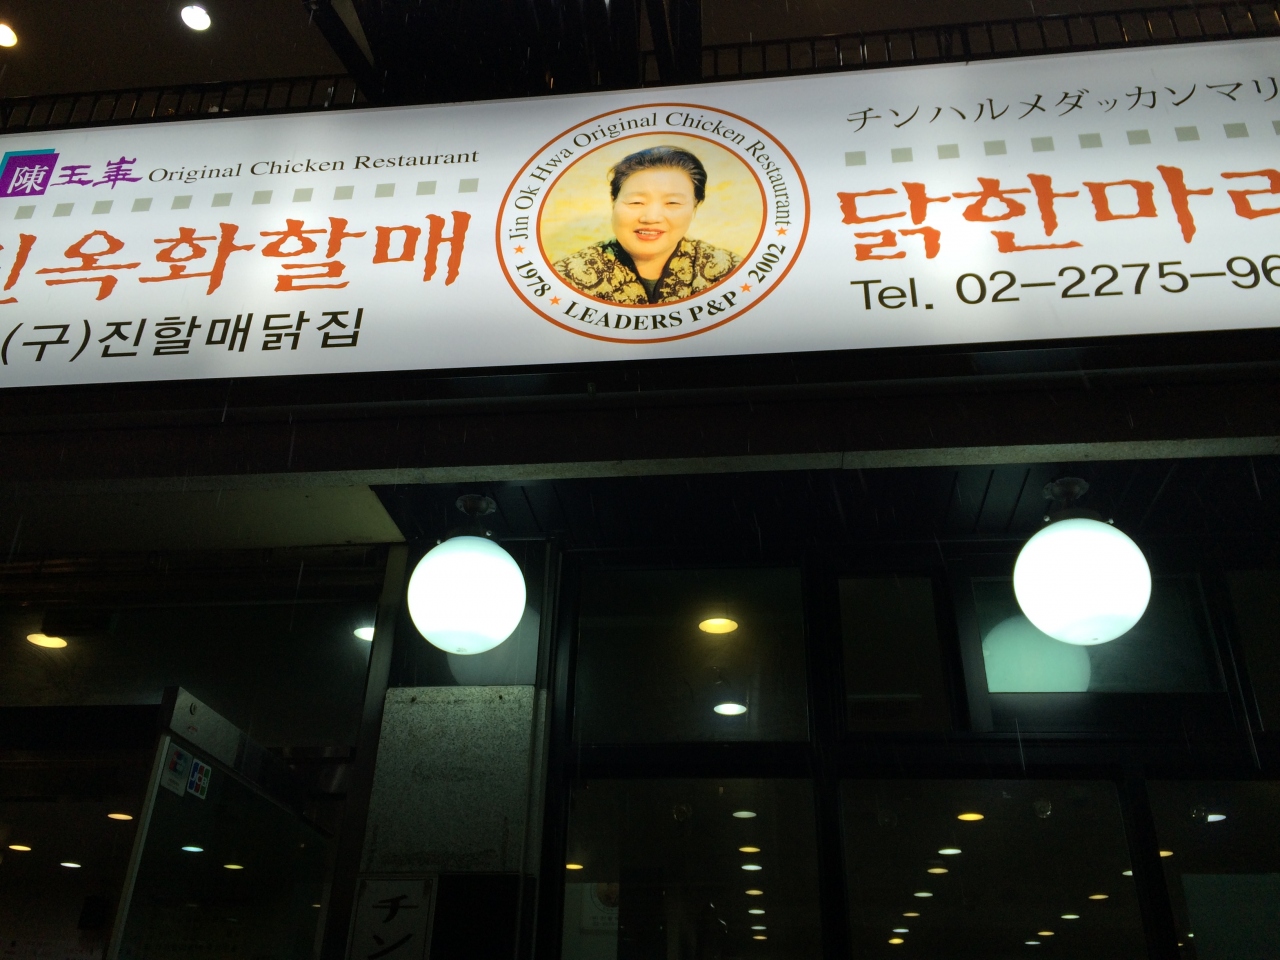 陳玉華 Original Chicken Restaurant
진옥화할매
(구)진할매닭집
Jin Ok Hwa Original Chicken Restaurant
1978 LEADERS P&P 2002
チンハルメダッカンマリ
닭한마리
Tel. 02-2275-96
JCB
チン